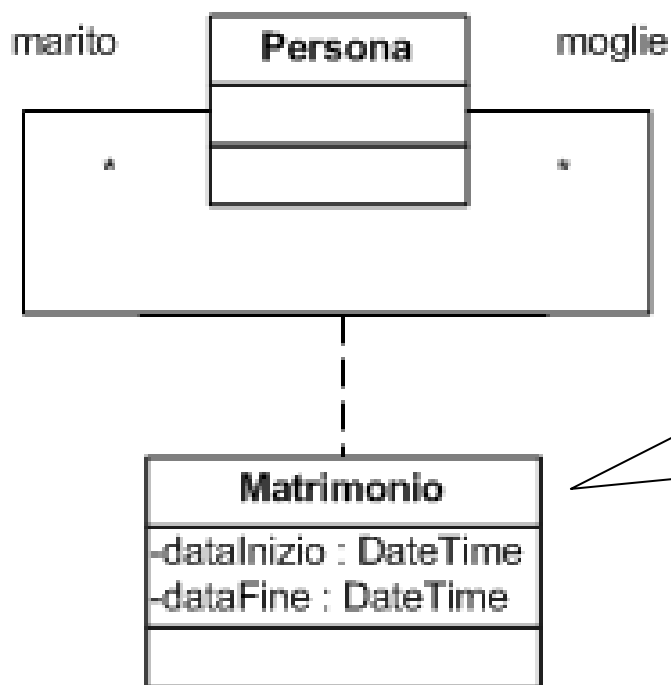 marito Persona moglie
* *
Matrimonio
-dataInizio : DateTime
-dataFine : DateTime